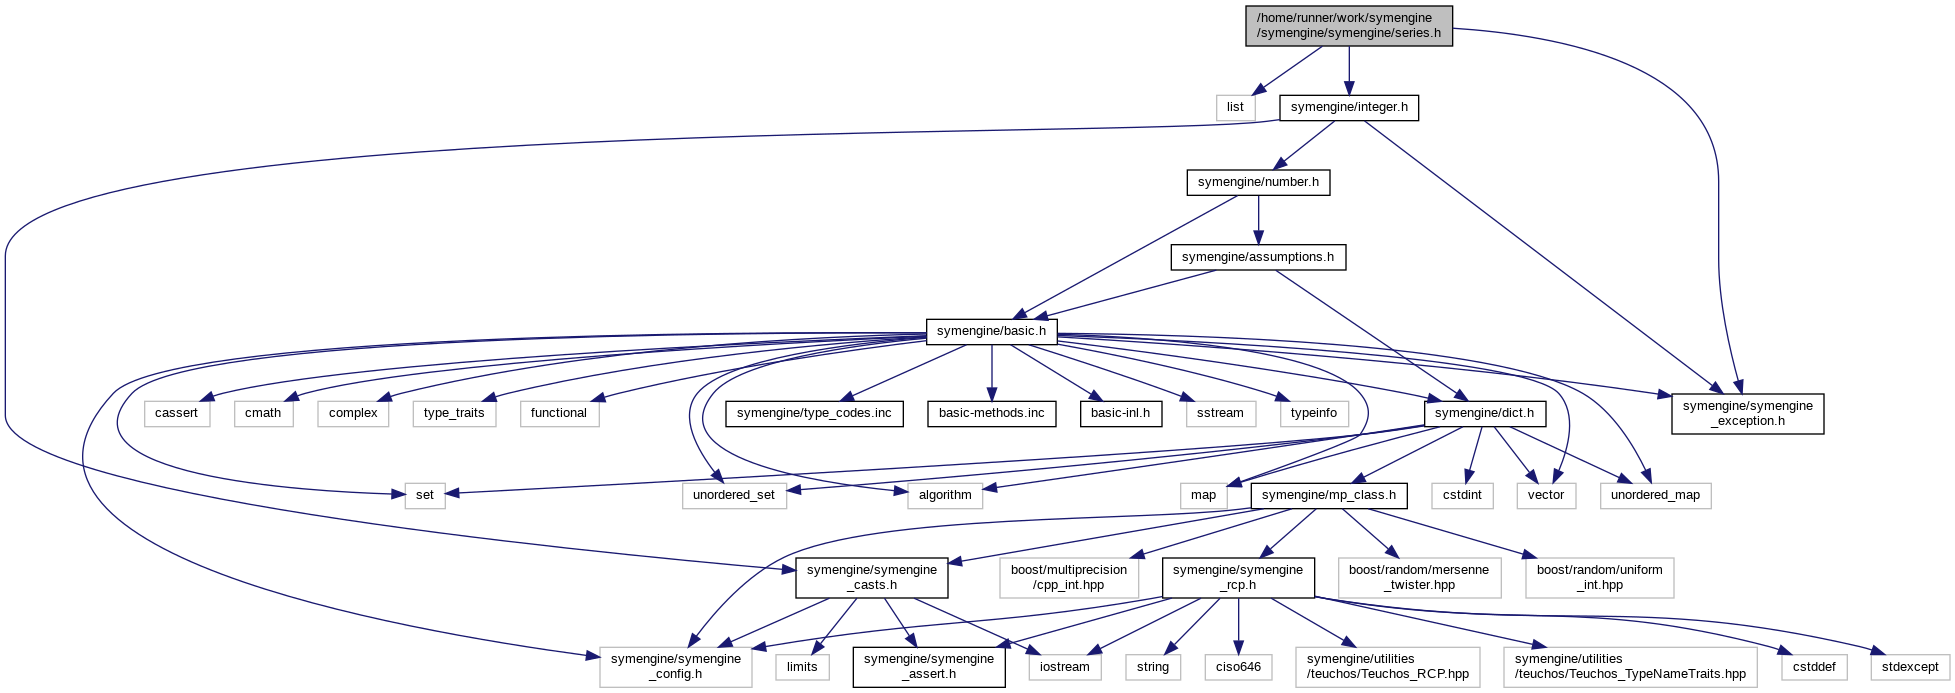 /home/runner/work/symengine
/symengine/symengine/series.h
list
symengine/integer.h
symengine/number.h
symengine/assumptions.h
symengine/basic.h
cassert
cmath
complex
type_traits
functional
symengine/type_codes.inc
basic-methods.inc
basic-inl.h
sstream
typeinfo
symengine/dict.h
symengine/symengine
_exception.h
set
unordered_set
algorithm
map
symengine/mp_class.h
cstdint
vector
unordered_map
symengine/symengine
_casts.h
boost/multiprecision
/cpp_int.hpp
symengine/symengine
_rcp.h
boost/random/mersenne
_twister.hpp
boost/random/uniform
_int.hpp
symengine/symengine
_config.h
limits
symengine/symengine
_assert.h
iostream
string
ciso646
symengine/utilities
/teuchos/Teuchos_RCP.hpp
symengine/utilities
/teuchos/Teuchos_TypeNameTraits.hpp
cstddef
stdexcept